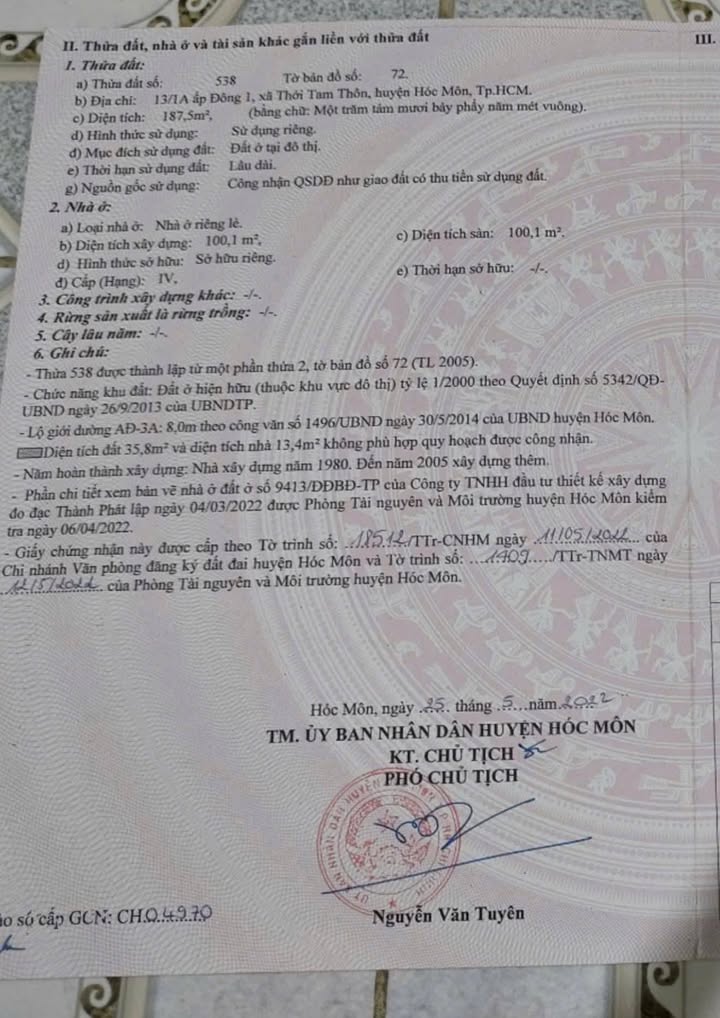 II. Thửa đất, nhà ở và tài sản khác gắn liền với thửa đất
III.
1. Thửa đất:
a) Thửa đất số: 538 Tờ bản đồ số: 72.
b) Địa chỉ: 13/1A ấp Đông 1, xã Thới Tam Thôn, huyện Hóc Môn, Tp.HCM.
c) Diện tích: 187,5m², (bằng chữ: Một trăm tám mươi bảy phẩy năm mét vuông).
d) Hình thức sử dụng: Sử dụng riêng.
đ) Mục đích sử dụng đất: Đất ở tại đô thị.
e) Thời hạn sử dụng đất: Lâu dài.
g) Nguồn gốc sử dụng: Công nhận QSDĐ như giao đất có thu tiền sử dụng đất.
2. Nhà ở:
a) Loại nhà ở: Nhà ở riêng lẻ.
b) Diện tích xây dựng: 100,1 m², c) Diện tích sàn: 100,1 m².
d) Hình thức sở hữu: Sở hữu riêng.
đ) Cấp (Hạng): IV, e) Thời hạn sở hữu: -/-.
3. Công trình xây dựng khác: -/-.
4. Rừng sản xuất là rừng trồng: -/-.
5. Cây lâu năm: -/-.
6. Ghi chú:
- Thửa 538 được thành lập từ một phần thửa 2, tờ bản đồ số 72 (TL 2005).
- Chức năng khu đất: Đất ở hiện hữu (thuộc khu vực đô thị) tỷ lệ 1/2000 theo Quyết định số 5342/QĐ-
UBND ngày 26/9/2013 của UBNDTP.
- Lộ giới đường AĐ-3A: 8,0m theo công văn số 1496/UBND ngày 30/5/2014 của UBND huyện Hóc Môn.
Diện tích đất 35,8m² và diện tích nhà 13,4m² không phù hợp quy hoạch được công nhận.
- Năm hoàn thành xây dựng: Nhà xây dựng năm 1980. Đến năm 2005 xây dựng thêm.
- Phần chi tiết xem bản vẽ nhà ở đất ở số 9413/ĐĐBĐ-TP của Công ty TNHH đầu tư thiết kế xây dựng
đo đạc Thành Phát lập ngày 04/03/2022 được Phòng Tài nguyên và Môi trường huyện Hóc Môn kiểm
tra ngày 06/04/2022.
- Giấy chứng nhận này được cấp theo Tờ trình số: 18512/TTr-CNHM ngày 11/05/2022 của
Chi nhánh Văn phòng đăng ký đất đai huyện Hóc Môn và Tờ trình số: 1709/TTr-TNMT ngày
12/5/2022 của Phòng Tài nguyên và Môi trường huyện Hóc Môn.
Hóc Môn, ngày 25 tháng 5 năm 2022
TM. ỦY BAN NHÂN DÂN HUYỆN HÓC MÔN
KT. CHỦ TỊCH
PHÓ CHỦ TỊCH
Nguyễn Văn Tuyên
số cấp GCN: CH04970